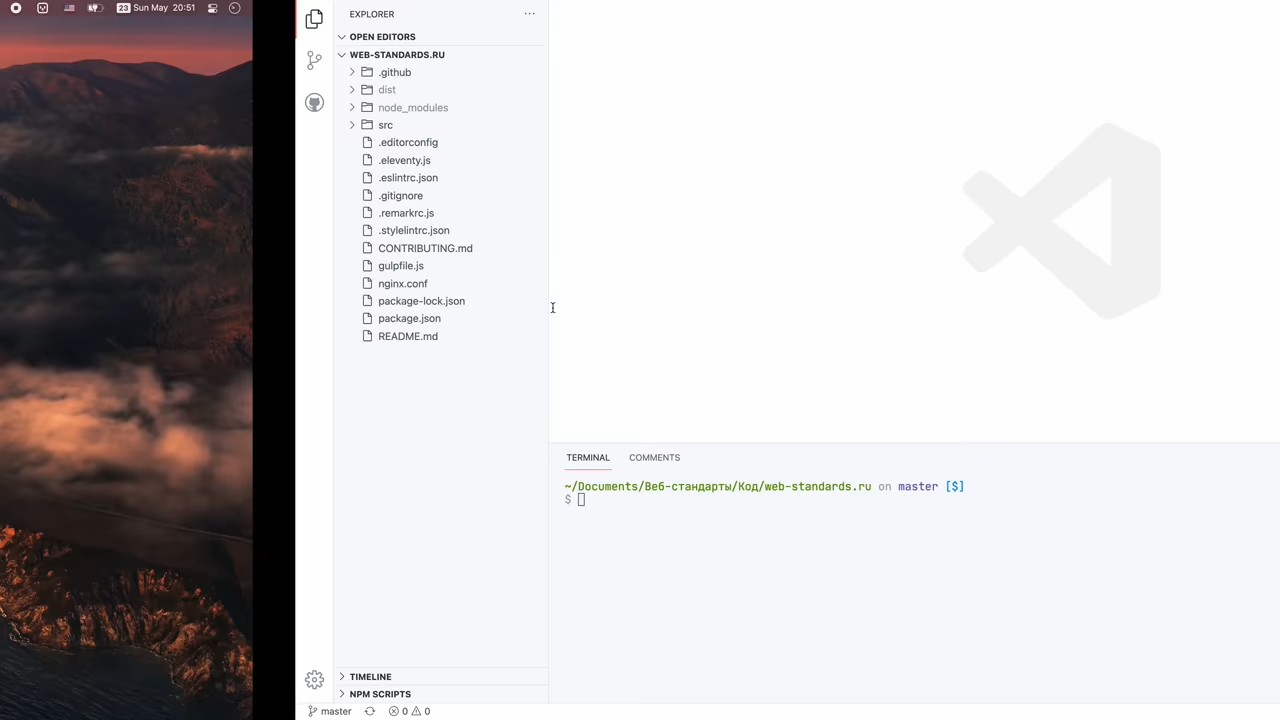 23 Sun May 20:51
EXPLORER
OPEN EDITORS
WEB-STANDARDS.RU
.github
dist
node_modules
src
.editorconfig
.eleventy.js
.eslintrc.json
.gitignore
.remarkrc.js
.stylelintrc.json
CONTRIBUTING.md
gulpfile.js
nginx.conf
package-lock.json
package.json
README.md
TERMINAL COMMENTS
~/Documents/Веб-стандарты/Код/web-standards.ru on master [$]
$
TIMELINE
NPM SCRIPTS
master 0 0